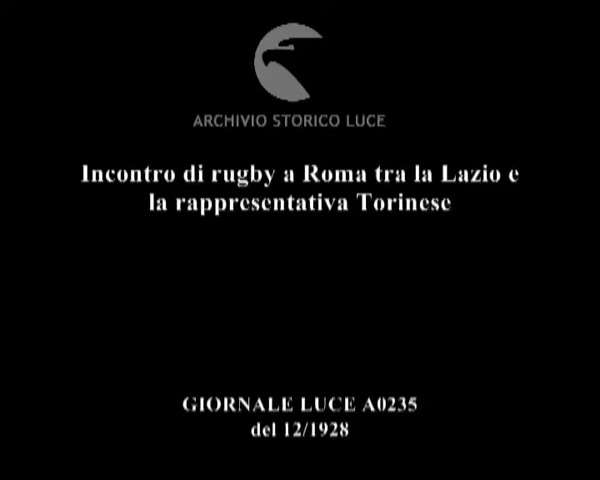 ARCHIVIO STORICO LUCE
Incontro di rugby a Roma tra la Lazio e
la rappresentativa Torinese
GIORNALE LUCE A0235
del 12/1928